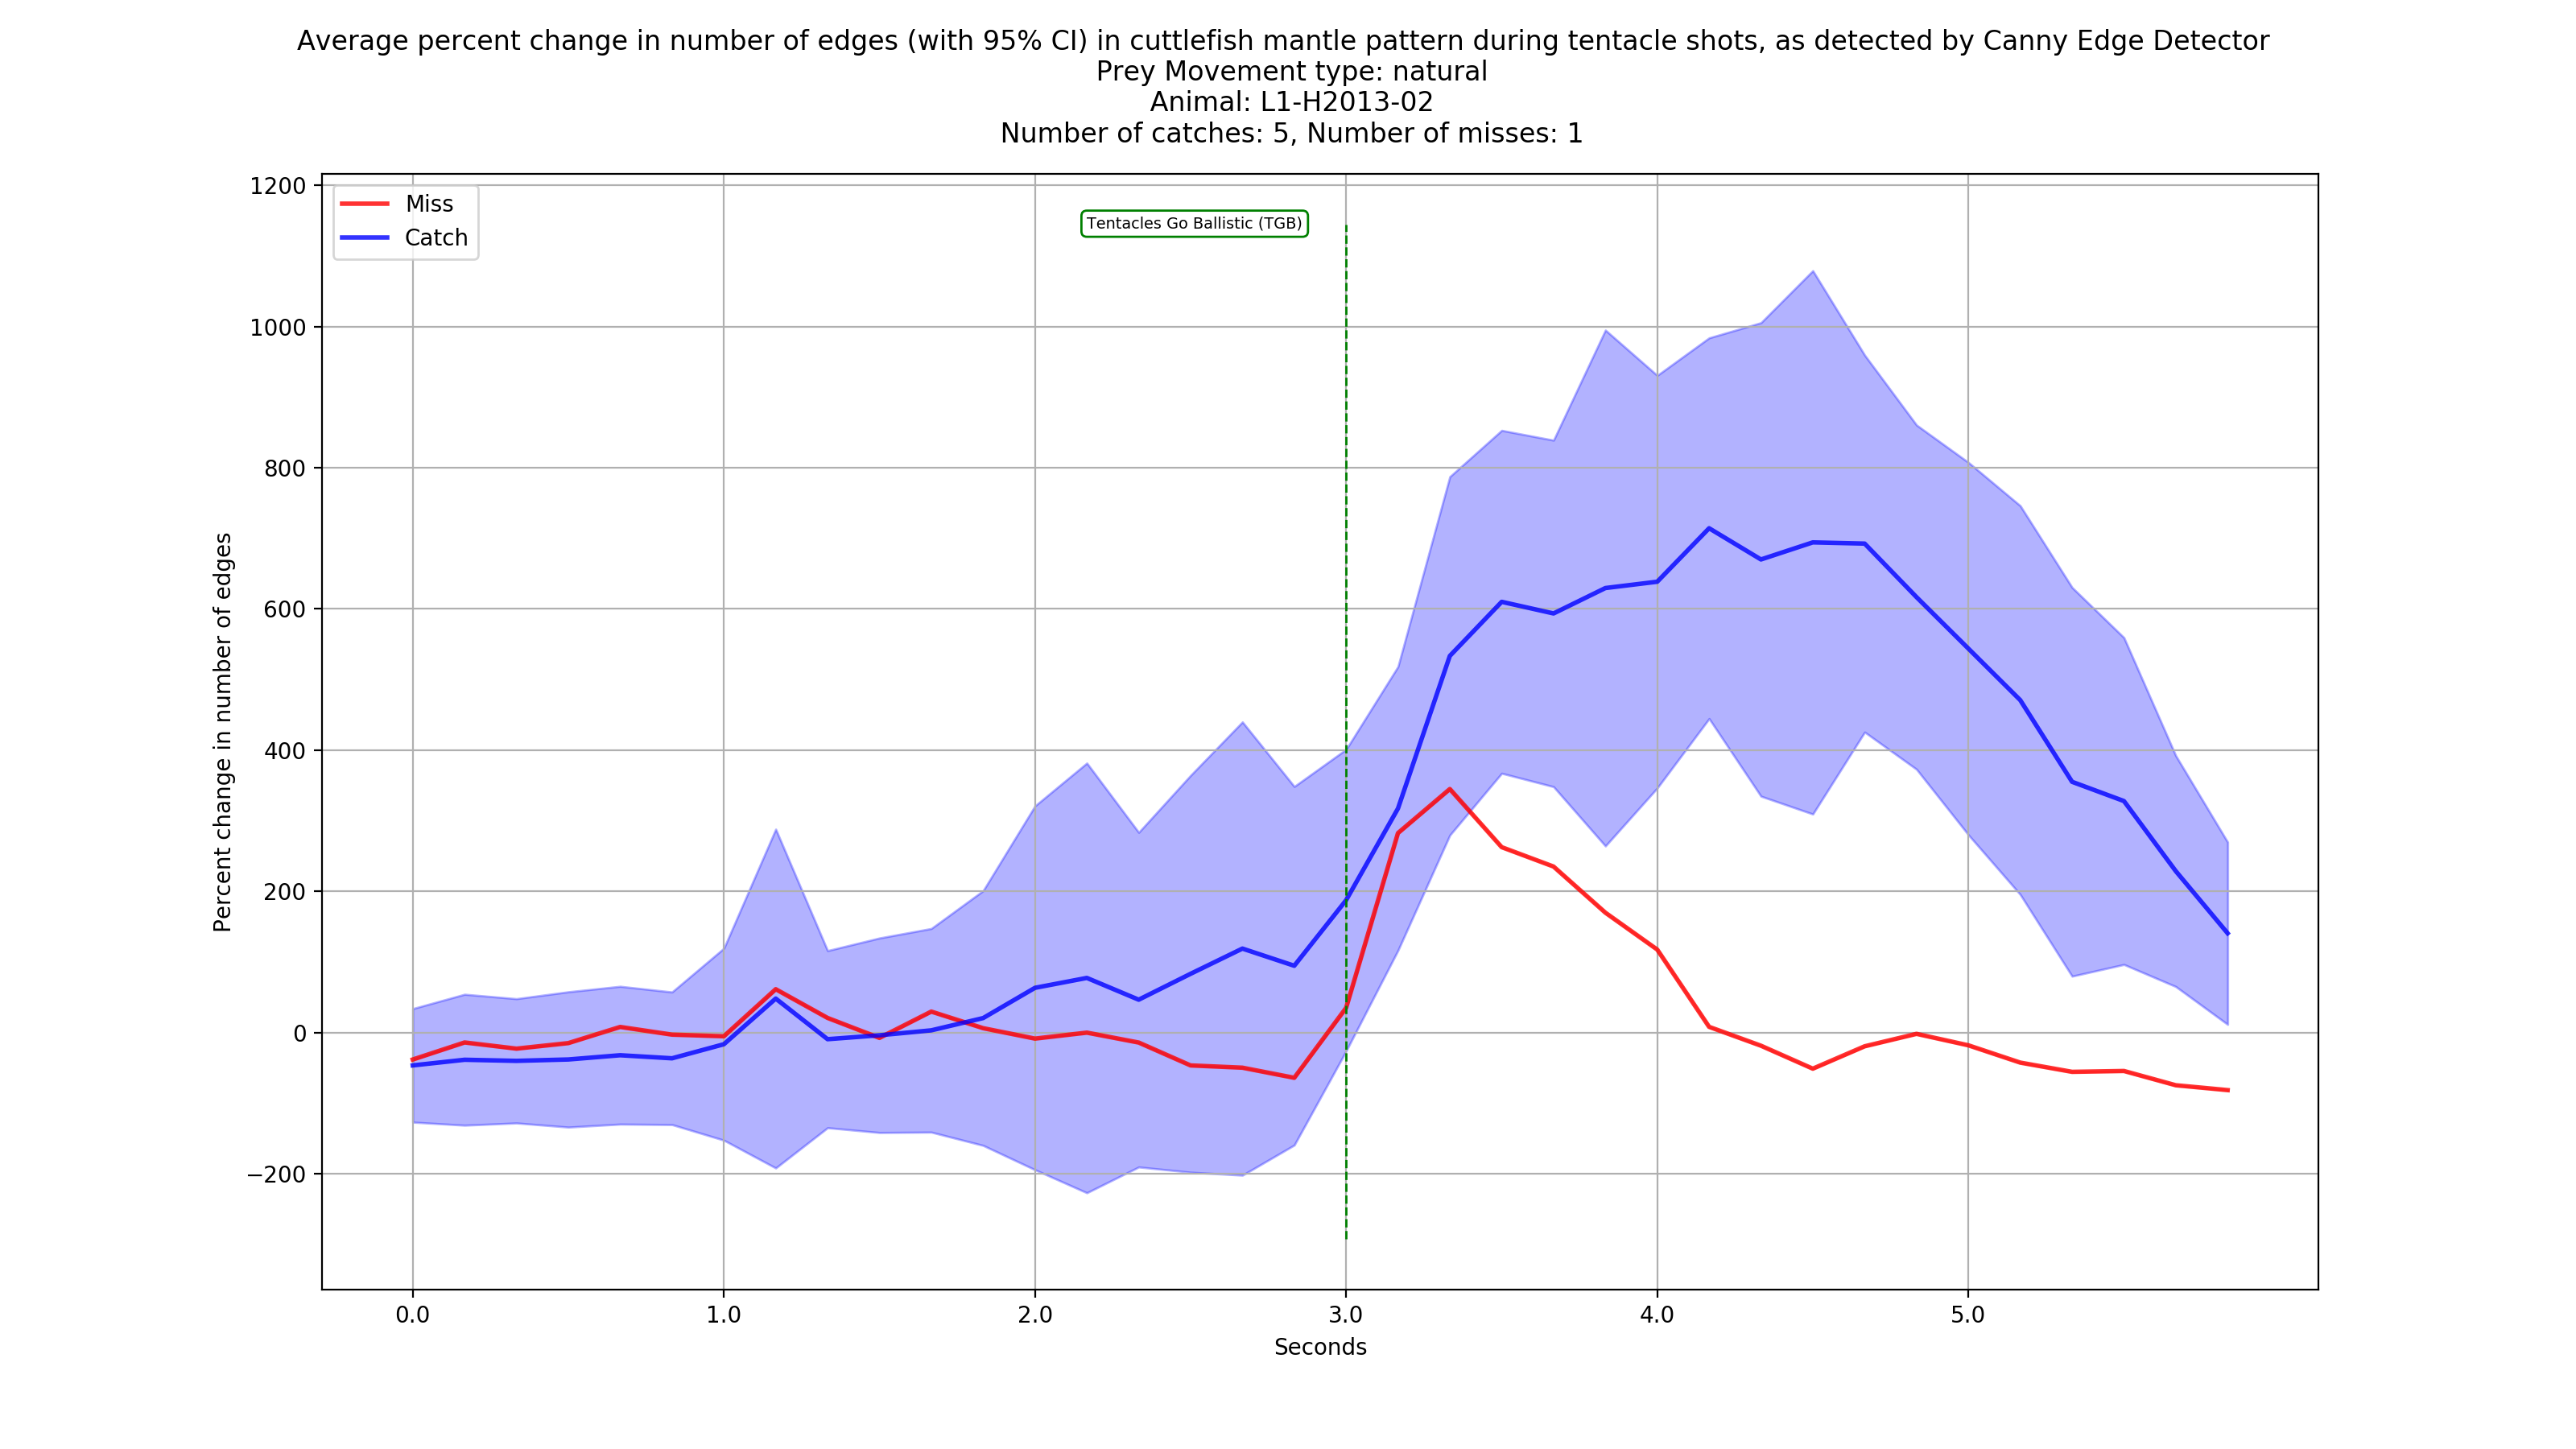 Average percent change in number of edges (with 95% CI) in cuttlefish mantle pattern during tentacle shots, as detected by Canny Edge Detector
Prey Movement type: natural
Animal: L1-H2013-02
Number of catches: 5, Number of misses: 1
1200
Miss
Catch
Tentacles Go Ballistic (TGB)
1000
800
600
400
200
0
−200
Percent change in number of edges
0.0 1.0 2.0 3.0 4.0 5.0
Seconds